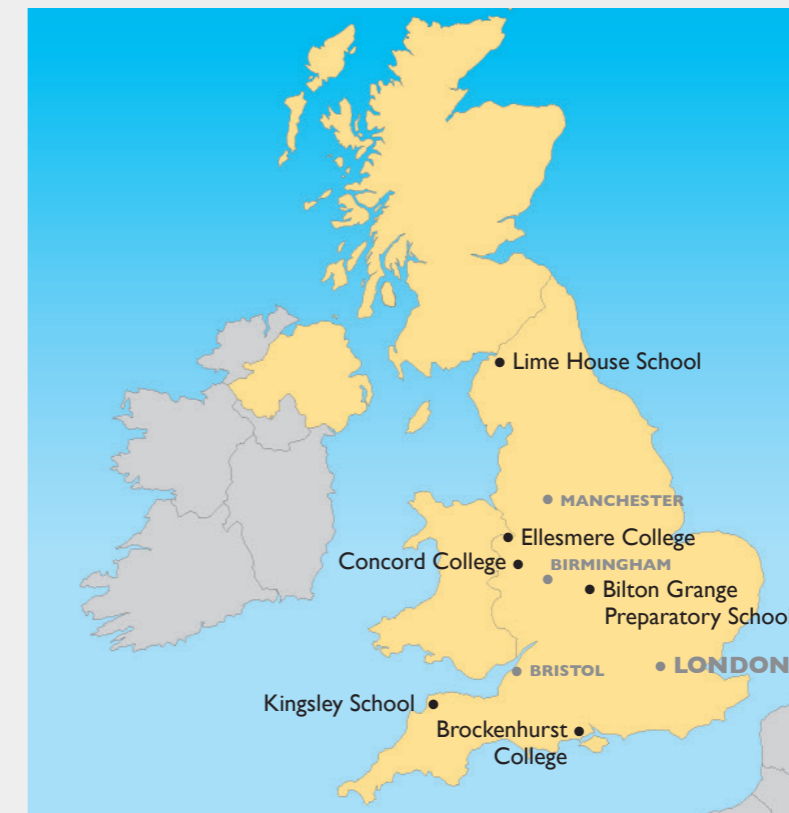 Lime House School
MANCHESTER
Ellesmere College
Concord College
BIRMINGHAM
Bilton Grange
Preparatory Schoo
LONDON
BRISTOL
Kingsley School
Brockenhurst
College